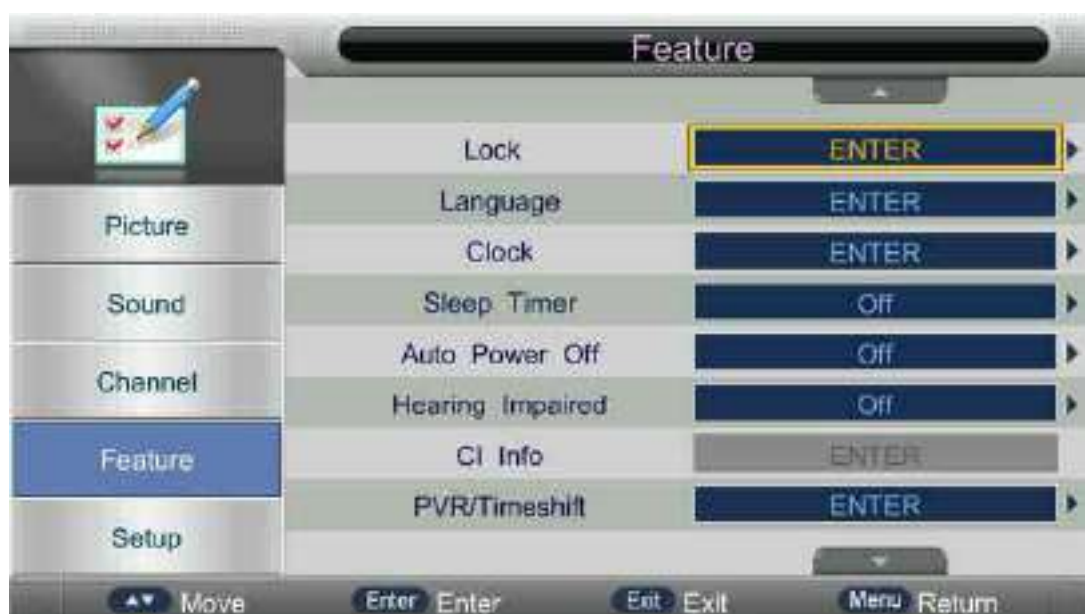 Feature
Lock ENTER
Language ENTER
Picture
Clock ENTER
Sound
Sleep Timer Off
Auto Power Off Off
Channel
Hearing Impaired Off
Feature
CI Info ENTER
PVR/Timeshift ENTER
Setup
Move Enter Enter Exit Exit Menu Return